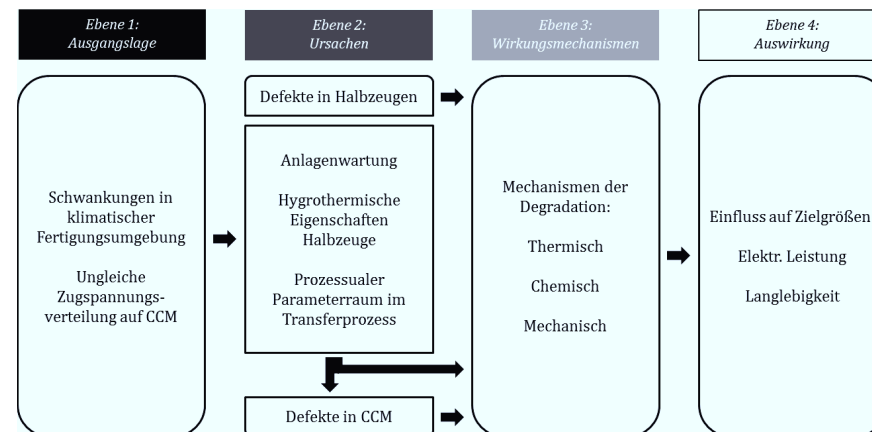 Ebene 1:
Ausgangslage
Ebene 2:
Ursachen
Ebene 3:
Wirkungsmechanismen
Ebene 4:
Auswirkung
Schwankungen in
klimatischer
Fertigungsumgebung
Ungleiche
Zugspannungs-
verteilung auf CCM
Defekte in Halbzeugen
Anlagenwartung
Hygrothermische
Eigenschaften
Halbzeuge
Prozessualer
Parameterraum im
Transferprozess
Defekte in CCM
Mechanismen der
Degradation:
Thermisch
Chemisch
Mechanisch
Einfluss auf Zielgrößen
Elektr. Leistung
Langlebigkeit